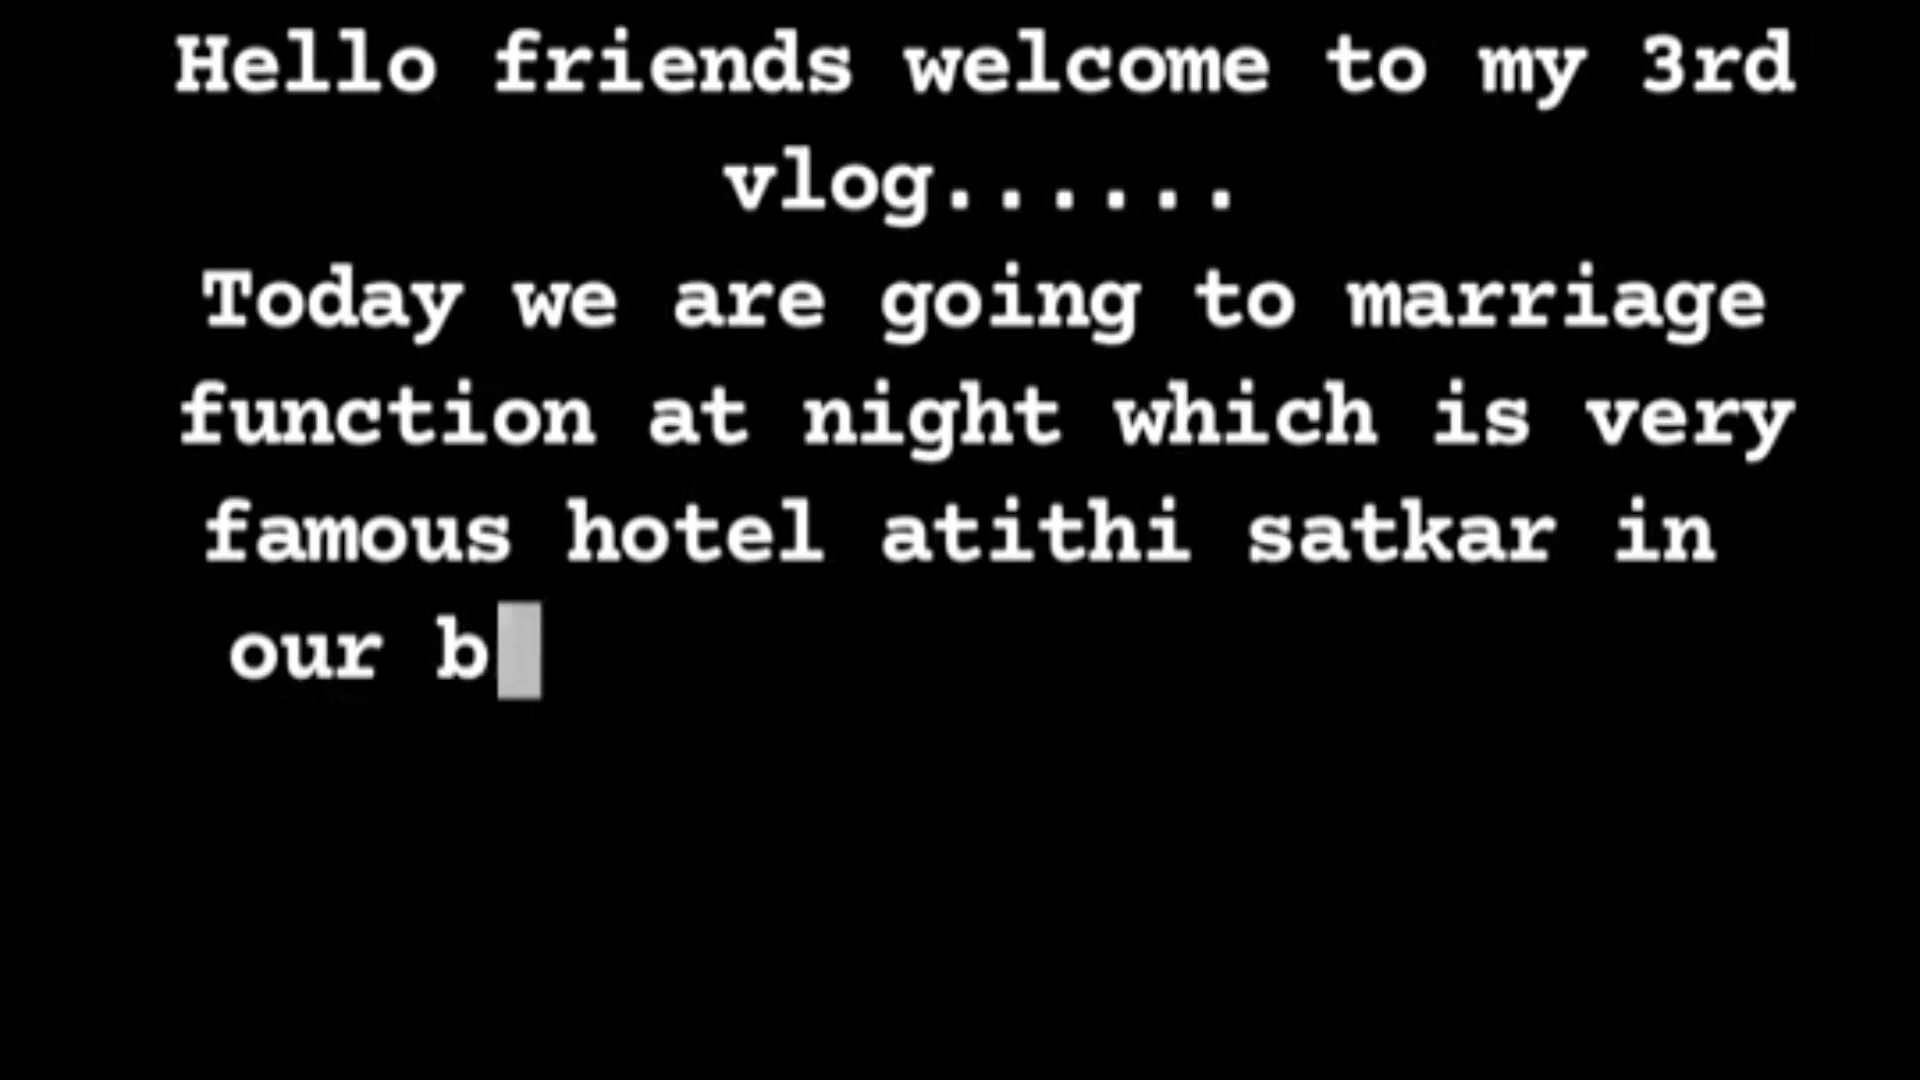 Hello friends welcome to my 3rd
vlog......
Today we are going to marriage
function at night which is very
famous hotel atithi satkar in
our b